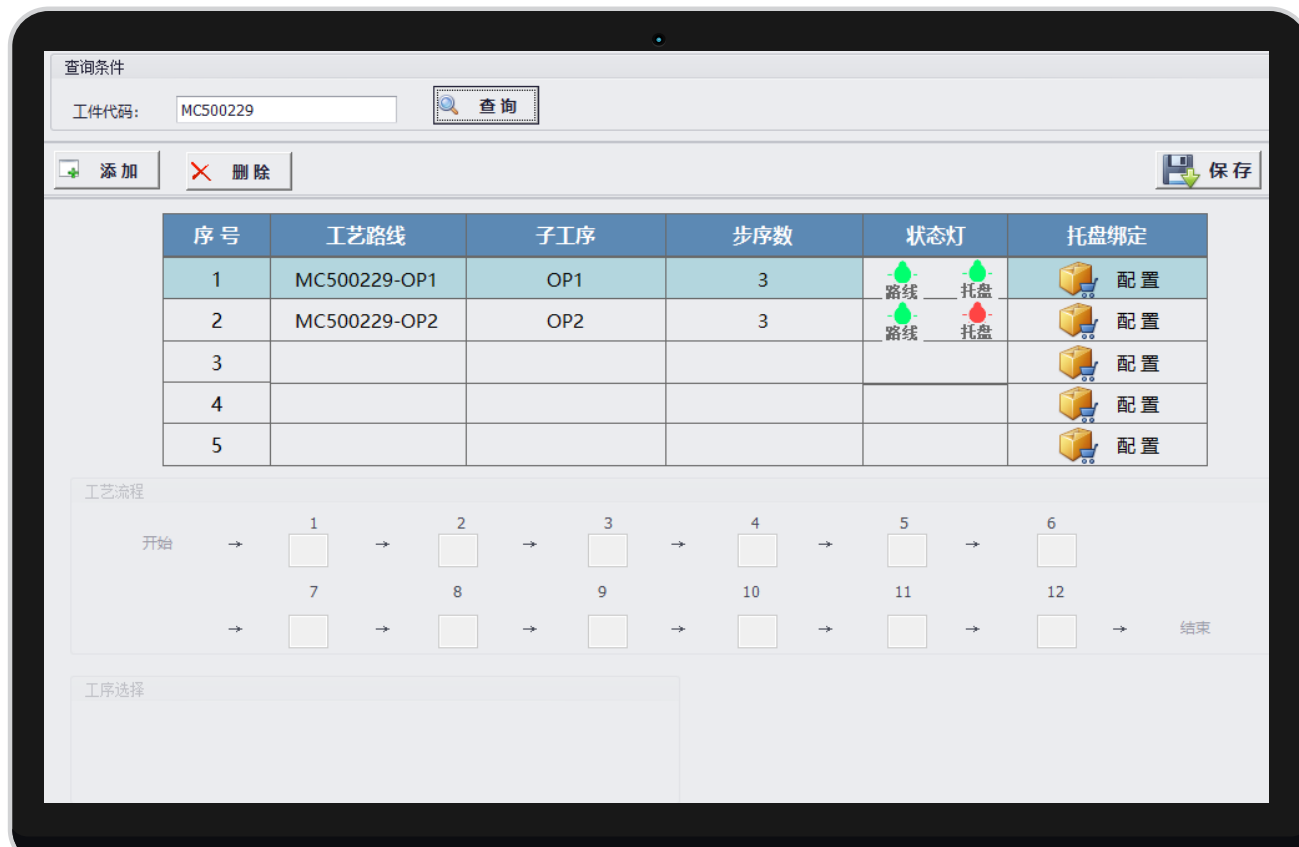 查询条件
工件代码: MC500229 查 询
添 加 删 除 保 存
序 号 工艺路线 子工序 步序数 状态灯 托盘绑定
1 MC500229-OP1 OP1 3 路线 托盘 配 置
2 MC500229-OP2 OP2 3 路线 托盘 配 置
3 配 置
4 配 置
5 配 置
工艺流程
1 2 3 4 5 6
开始 → → → → → →
7 8 9 10 11 12
→ → → → → → → 结束
工序选择